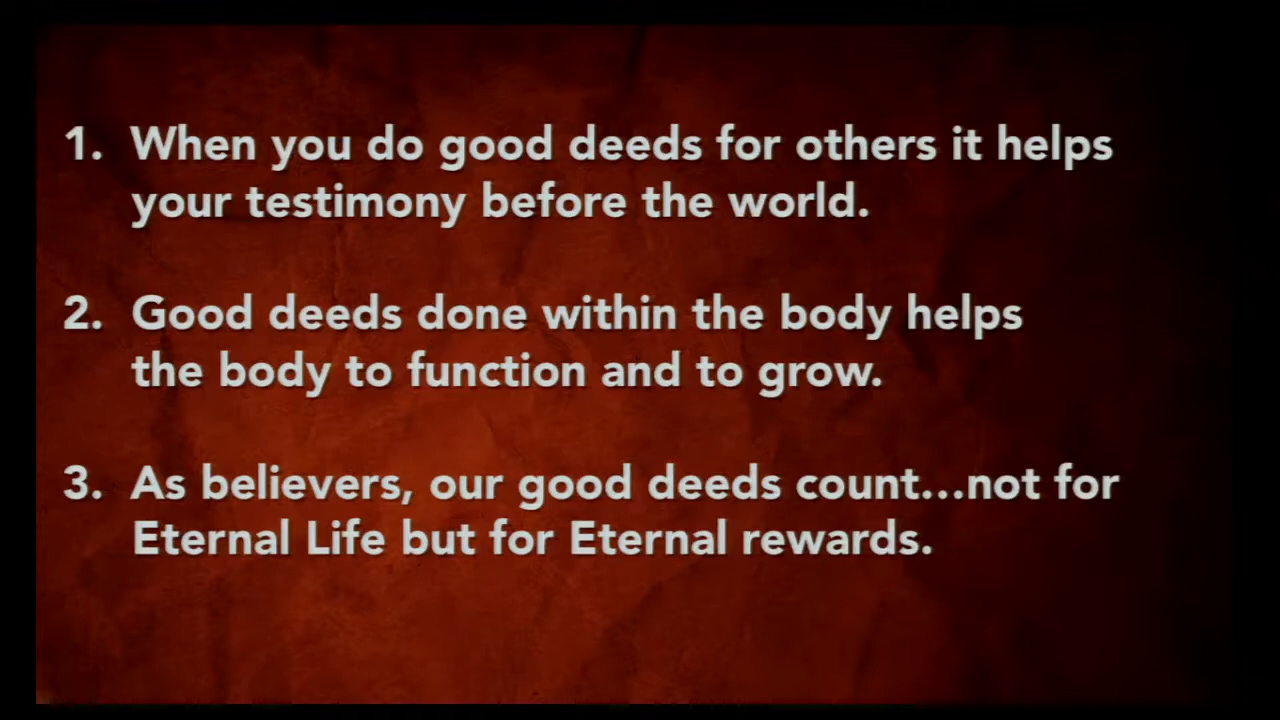 1. When you do good deeds for others it helps
your testimony before the world.
2. Good deeds done within the body helps
the body to function and to grow.
3. As believers, our good deeds count...not for
Eternal Life but for Eternal rewards.